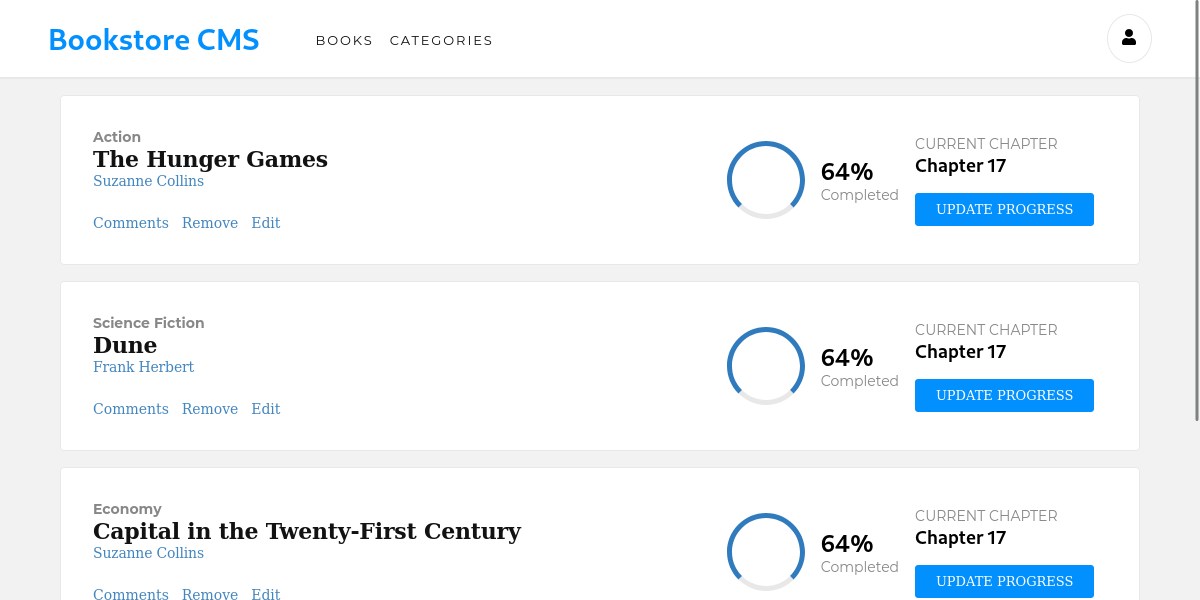 Bookstore CMS
BOOKS CATEGORIES
Action
The Hunger Games
Suzanne Collins
Comments Remove Edit
64%
Completed
CURRENT CHAPTER
Chapter 17
UPDATE PROGRESS
Science Fiction
Dune
Frank Herbert
Comments Remove Edit
64%
Completed
CURRENT CHAPTER
Chapter 17
UPDATE PROGRESS
Economy
Capital in the Twenty-First Century
Suzanne Collins
Comments Remove Edit
64%
Completed
CURRENT CHAPTER
Chapter 17
UPDATE PROGRESS